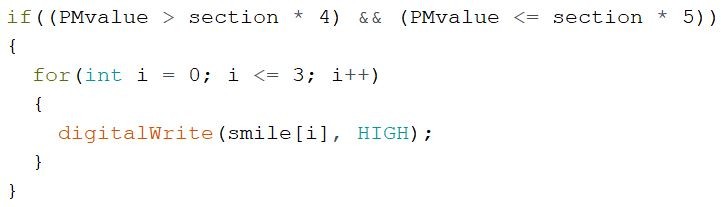 if((PMvalue > section * 4) && (PMvalue <= section * 5))
{
for(int i = 0; i <= 3; i++)
{
digitalWrite(smile[i], HIGH);
}
}